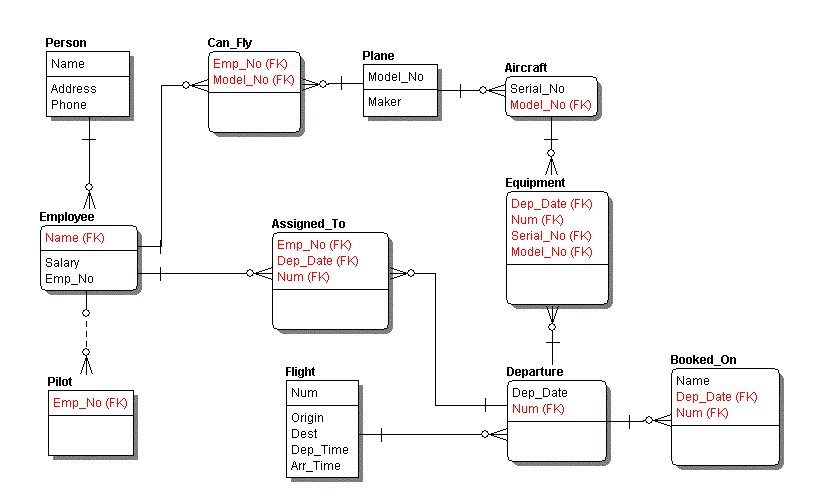 Person
Name
Address
Phone
Can_Fly
Emp_No (FK)
Model_No (FK)
Plane
Model_No
Maker
Aircraft
Serial_No
Model_No (FK)
Employee
Name (FK)
Salary
Emp_No
Assigned_To
Emp_No (FK)
Dep_Date (FK)
Num (FK)
Equipment
Dep_Date (FK)
Num (FK)
Serial_No (FK)
Model_No (FK)
Pilot
Emp_No (FK)
Flight
Num
Origin
Dest
Dep_Time
Arr_Time
Departure
Dep_Date
Num (FK)
Booked_On
Name
Dep_Date (FK)
Num (FK)